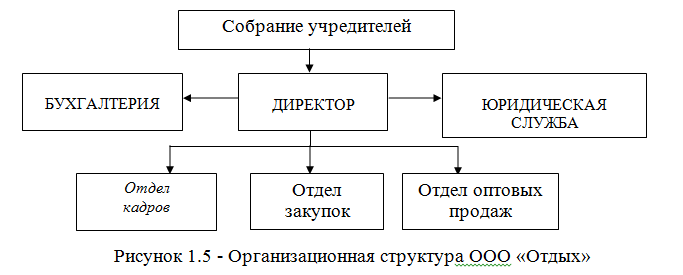 Собрание учредителей
БУХГАЛТЕРИЯ
ДИРЕКТОР
ЮРИДИЧЕСКАЯ
СЛУЖБА
Отдел
кадров
Отдел
закупок
Отдел оптовых
продаж
Рисунок 1.5 - Организационная структура ООО «Отдых»